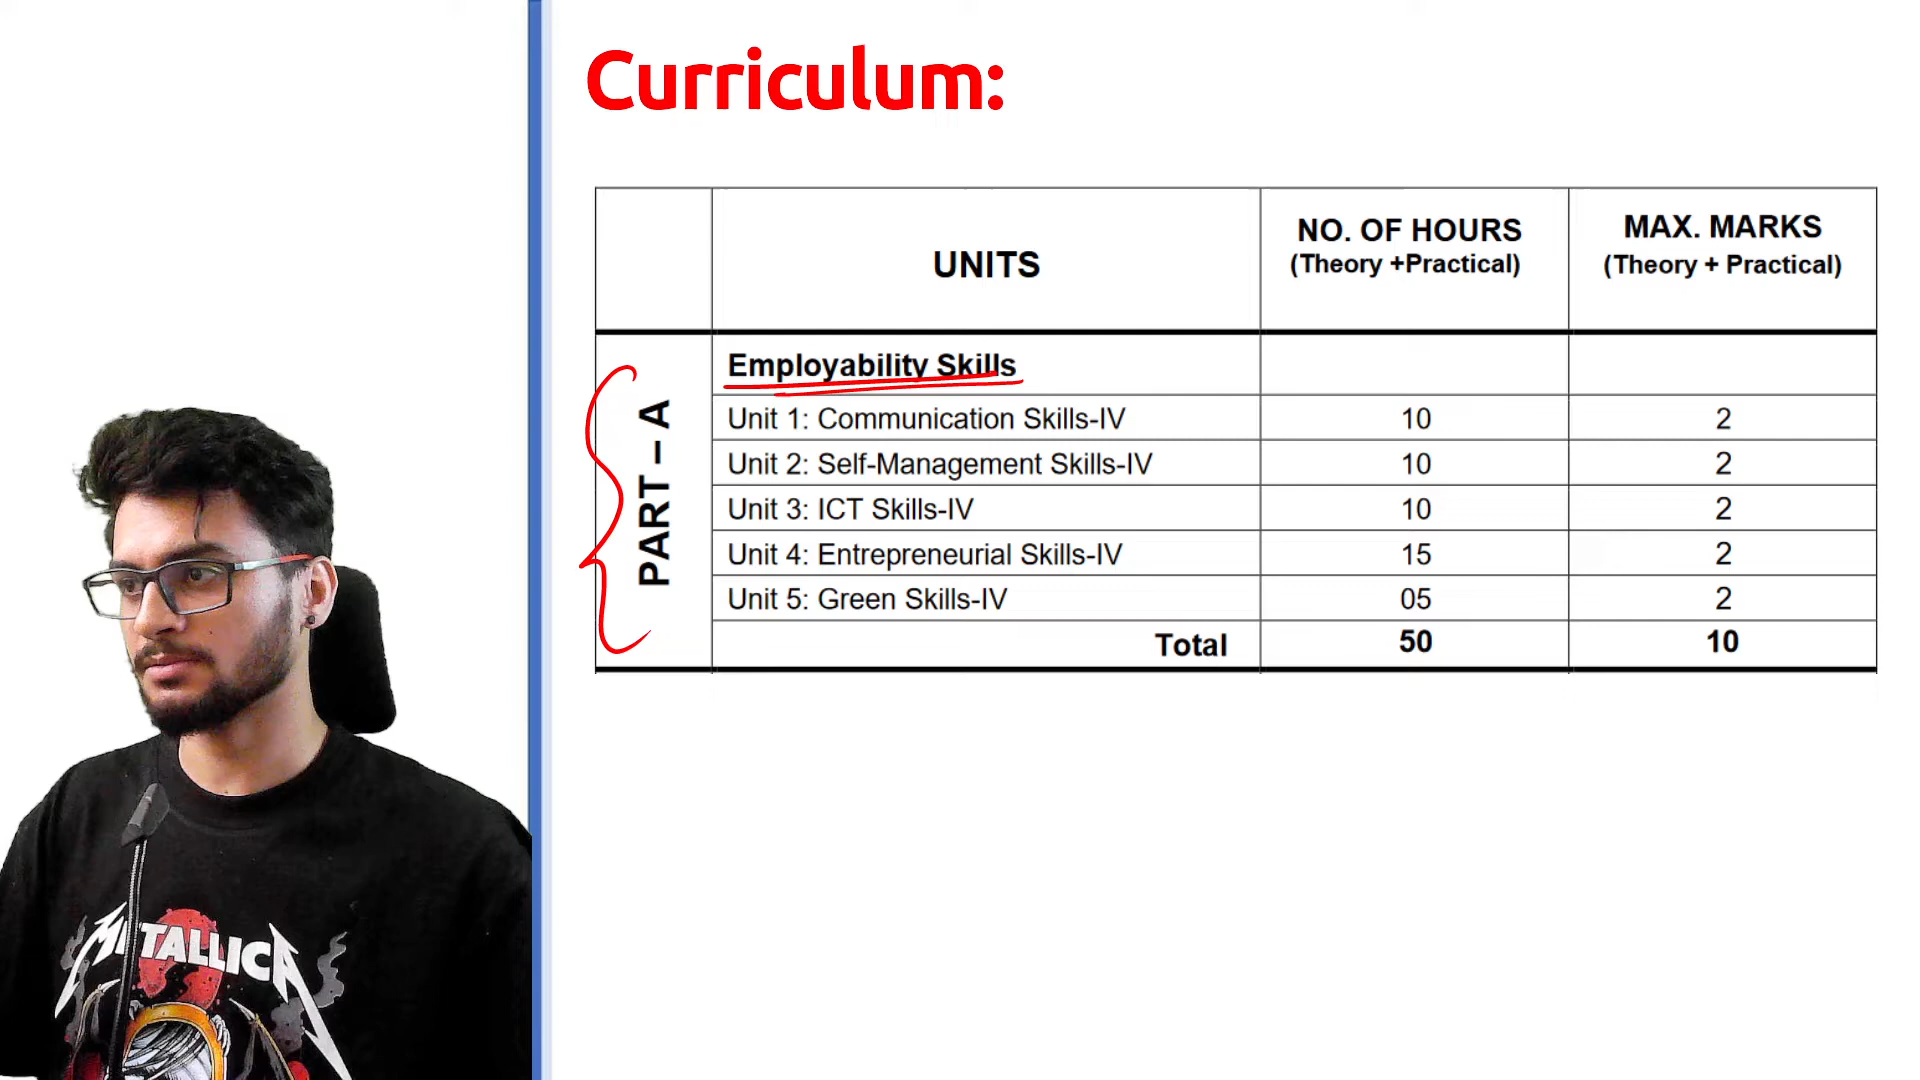 Curriculum:
UNITS
NO. OF HOURS
(Theory +Practical)
MAX. MARKS
(Theory + Practical)
PART – A
Employability Skills
Unit 1: Communication Skills-IV 10 2
Unit 2: Self-Management Skills-IV 10 2
Unit 3: ICT Skills-IV 10 2
Unit 4: Entrepreneurial Skills-IV 15 2
Unit 5: Green Skills-IV 05 2
Total 50 10
METALLICA